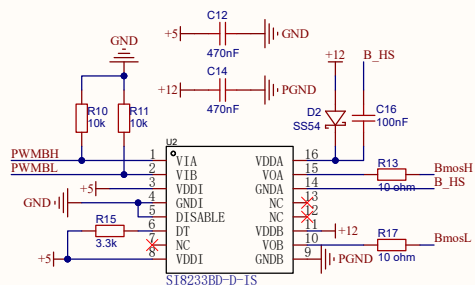 C12
+5
GND
470nF
GND
+12
B_HS
C14
+12
PGND
470nF
R10
10k
R11
10k
D2
SS54
C16
100nF
U2
PWMBH
1
VIA
VDDA
16
R13
BmosH
PWMBL
2
VIB
VOA
15
10 ohm
+5
3
VDDI
GNDA
14
B_HS
GND
4
GNDI
NC
13
5
DISABLE
NC
12
R15
6
DT
VDDB
11
+12
3.3k
7
NC
VOB
10
R17
BmosL
+5
8
VDDI
GNDB
9
PGND
10 ohm
SI8233BD-D-IS